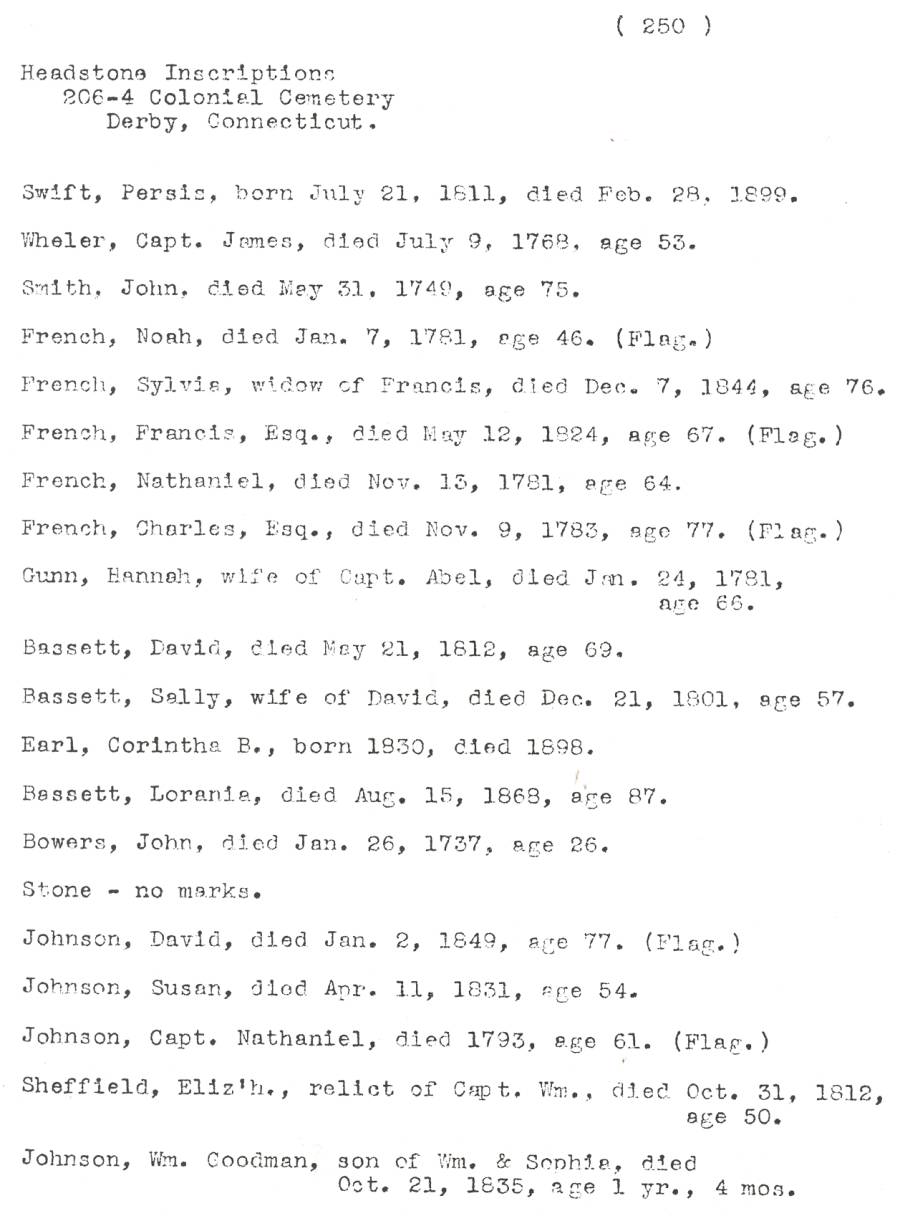 ( 250 )
Headstone Inscriptions
206-4 Colonial Cemetery
Derby, Connecticut.
Swift, Persis, born July 21, 1811, died Feb. 28, 1899.
Wheler, Capt. James, died July 9, 1768, age 53.
Smith, John, died May 31, 1749, age 75.
French, Noah, died Jan. 7, 1781, age 46. (Flag.)
French, Sylvia, widow of Francis, died Dec. 7, 1844, age 76.
French, Francis, Esq., died May 12, 1824, age 67. (Flag.)
French, Nathaniel, died Nov. 13, 1781, age 64.
French, Charles, Esq., died Nov. 9, 1783, age 77. (Flag.)
Gunn, Hannah, wife of Capt. Abel, died Jan. 24, 1781,
age 66.
Bassett, David, died May 21, 1812, age 69.
Bassett, Sally, wife of David, died Dec. 21, 1801, age 57.
Earl, Corintha B., born 1830, died 1898.
Bassett, Lorania, died Aug. 15, 1868, age 87.
Bowers, John, died Jan. 26, 1737, age 26.
Stone - no marks.
Johnson, David, died Jan. 2, 1849, age 77. (Flag.)
Johnson, Susan, died Apr. 11, 1831, age 54.
Johnson, Capt. Nathaniel, died 1793, age 61. (Flag.)
Sheffield, Eliz'h., relict of Capt. Wm., died Oct. 31, 1812,
age 50.
Johnson, Wm. Goodman, son of Wm. & Sophia, died
Oct. 21, 1835, age 1 yr., 4 mos.